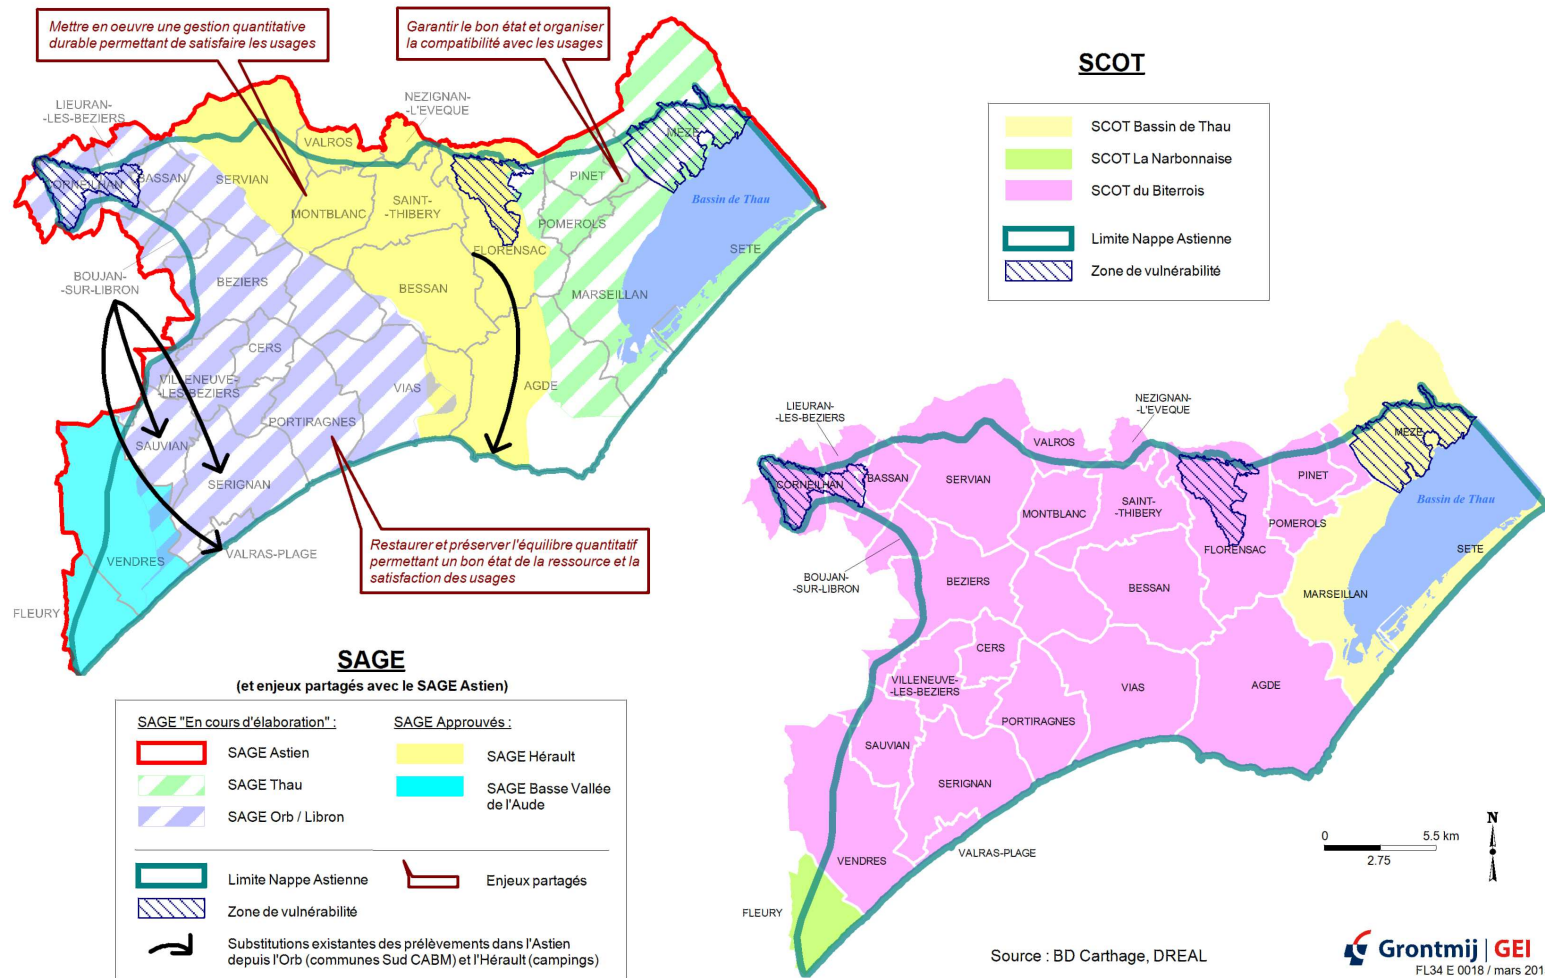 Mettre en oeuvre une gestion quantitative
durable permettant de satisfaire les usages
Garantir le bon état et organiser
la compatibilité avec les usages
LIEURAN-
-LES-BEZIERS
NEZIGNAN-
-L'EVEQUE
VALROS
MEZE
CORNEILHAN
BASSAN
SERVIAN
PINET
SAINT-
-THIBERY
MONTBLANC
Bassin de Thau
POMEROLS
FLORENSAC
SETE
BOUJAN-
-SUR-LIBRON
BEZIERS
BESSAN
MARSEILLAN
CERS
VILLENEUVE-
-LES-BEZIERS
VIAS
AGDE
PORTIRAGNES
SAUVIAN
SERIGNAN
VALRAS-PLAGE
VENDRES
FLEURY
Restaurer et préserver l'équilibre quantitatif
permettant un bon état de la ressource et la
satisfaction des usages
SAGE
(et enjeux partagés avec le SAGE Astien)
SAGE "En cours d'élaboration" :
SAGE Astien
SAGE Thau
SAGE Orb / Libron
SAGE Approuvés :
SAGE Hérault
SAGE Basse Vallée
de l'Aude
Limite Nappe Astienne
Enjeux partagés
Zone de vulnérabilité
Substitutions existantes des prélèvements dans l'Astien
depuis l'Orb (communes Sud CABM) et l'Hérault (campings)
SCOT
SCOT Bassin de Thau
SCOT La Narbonnaise
SCOT du Biterrois
Limite Nappe Astienne
Zone de vulnérabilité
NEZIGNAN-
-L'EVEQUE
LIEURAN-
-LES-BEZIERS
VALROS
MEZE
CORNEILHAN
BASSAN
SERVIAN
PINET
SAINT-
-THIBERY
MONTBLANC
Bassin de Thau
POMEROLS
FLORENSAC
SETE
BOUJAN-
-SUR-LIBRON
BEZIERS
BESSAN
MARSEILLAN
CERS
VILLENEUVE-
-LES-BEZIERS
VIAS
AGDE
PORTIRAGNES
SAUVIAN
SERIGNAN
VALRAS-PLAGE
VENDRES
FLEURY
N
0
5.5 km
2.75
Source : BD Carthage, DREAL
Grontmij | GEI
FL34 E 0018 / mars 201